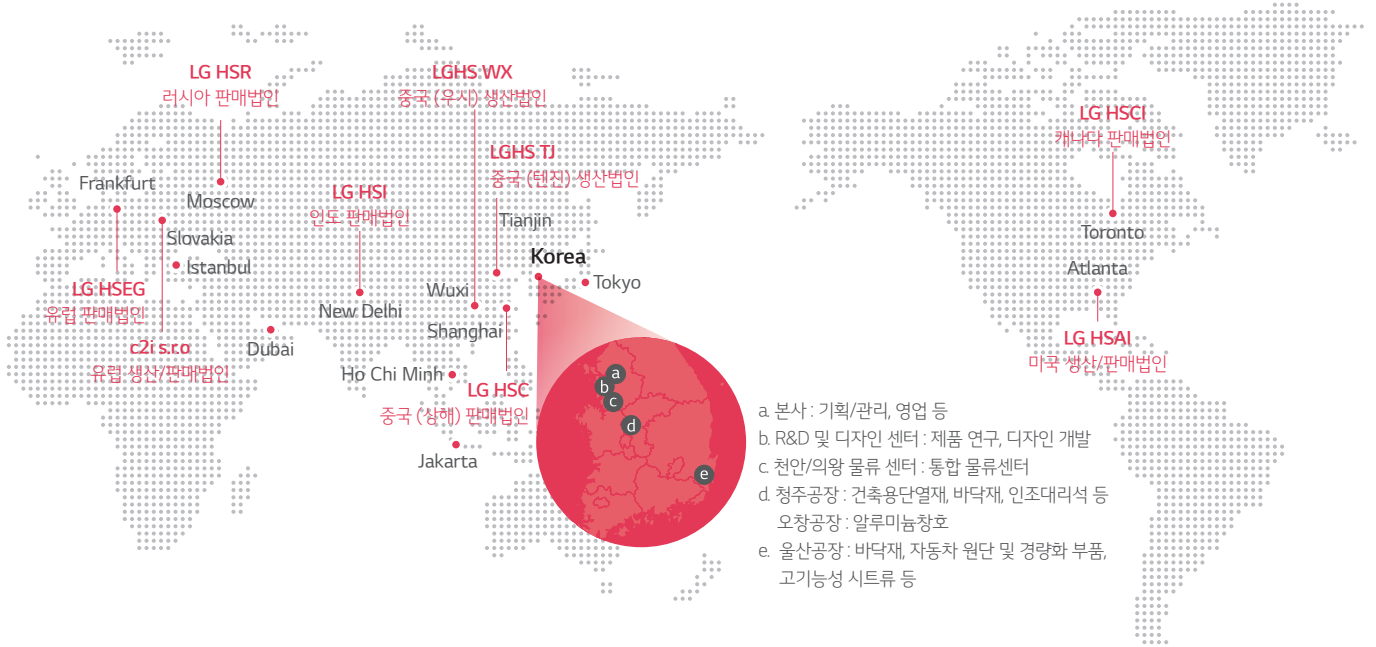 LG HSR
러시아 판매법인
LGHS WX
중국 (우시) 생산법인
LG HSCI
캐나다 판매법인
LGHS TJ
중국 (텐진) 생산법인
Frankfurt
Moscow
LG HSI
인도 판매법인
Tianjin
Slovakia
Toronto
Istanbul
Korea
Atlanta
Tokyo
LG HSEG
유럽 판매법인
Wuxi
New Delhi
Shanghai
c2i s.r.o
유럽 생산/판매법인
Dubai
LG HSAI
미국 생산/판매법인
Ho Chi Minh
LG HSC
중국 (상해) 판매법인
Jakarta
a
b
c
d
e
a. 본사 : 기획/관리, 영업 등
b. R&D 및 디자인 센터 : 제품 연구, 디자인 개발
c. 천안/의왕 물류 센터 : 통합 물류센터
d. 청주공장 : 건축용단열재, 바닥재, 인조대리석 등
오창공장 : 알루미늄창호
e. 울산공장 : 바닥재, 자동차 원단 및 경량화 부품,
고기능성 시트류 등